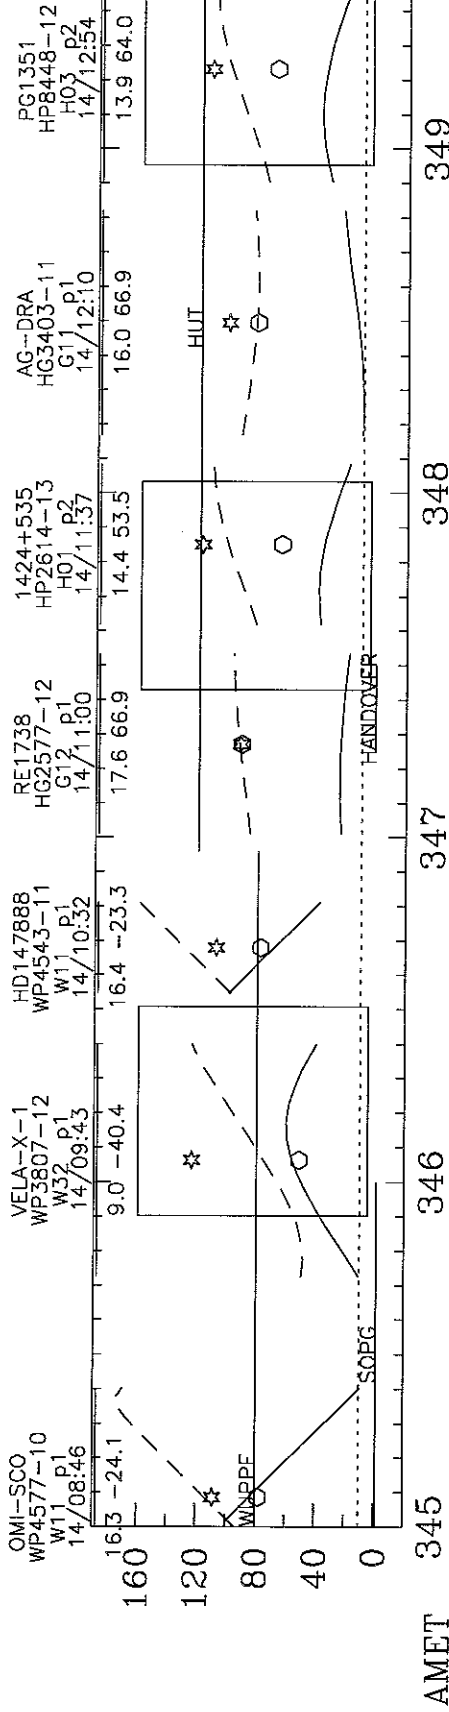 OMI-SCO
WP4577-10
W11 p1
14/08:46
16.3 -24.1
VELA-X-1
WP3807-12
W32 p1
14/09:43
9.0 -40.4
HD147888
WP4543-11
W11 p1
14/10:32
16.4 -23.3
RE1738
HG2577-12
G12 p1
14/11:00
17.6 66.9
1424+535
HP2614-13
H01 p2
14/11:37
14.4 53.5
AG-DRA
HG3403-11
G11 p1
14/12:10
16.0 66.9
PG1351
HP8448-12
H03 p2
14/12:54
13.9 64.0
160
120
80
40
0
WUPPE
HUT
SOPG
HANDOVER
AMET
345
346
347
348
349